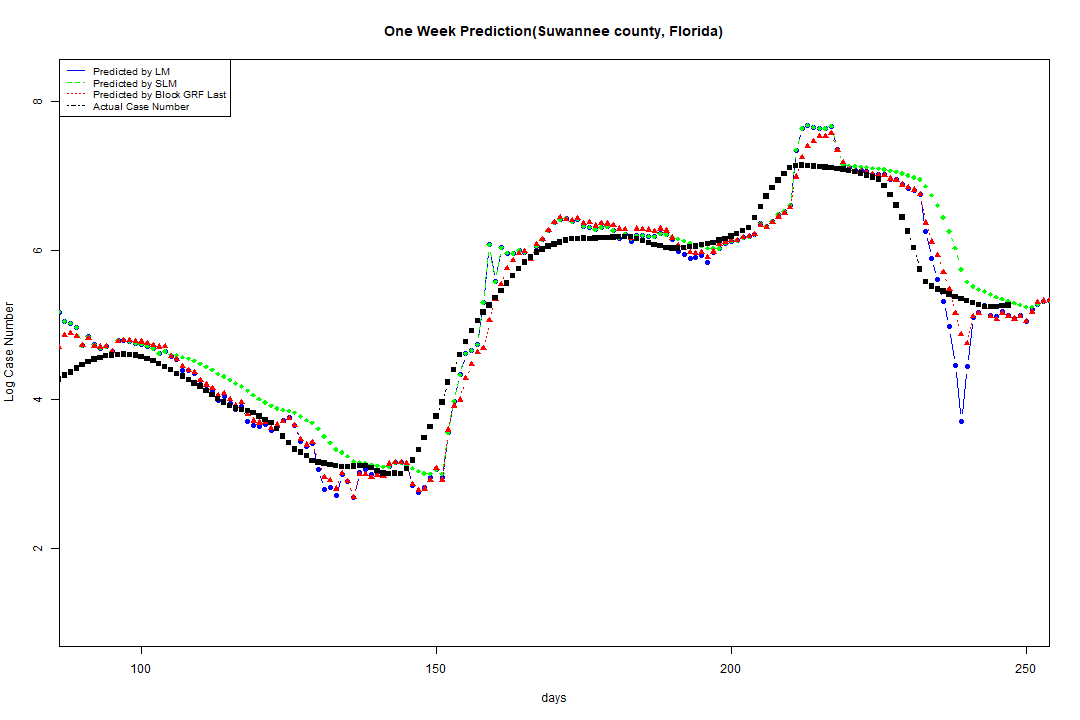 One Week Prediction(Suwannee county, Florida)
Predicted by LM
Predicted by SLM
Predicted by Block GRF Last
Actual Case Number
8
6
4
2
Log Case Number
100 150 200 250
days